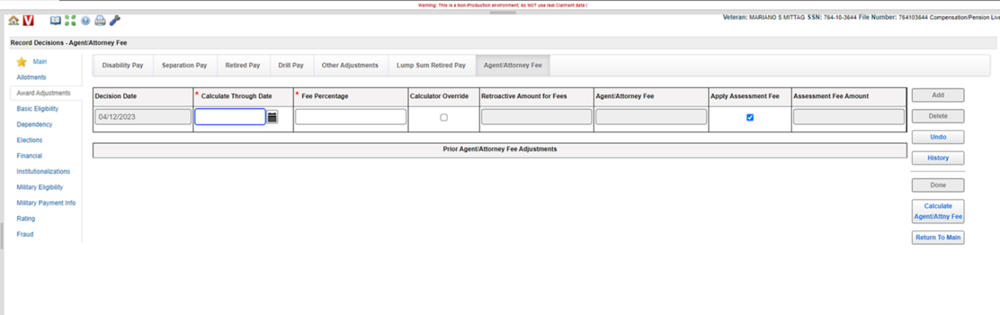 Warning: This is a Non-Production environment; do NOT use real Claimant data !
Veteran: MARIANO S MITTAG SSN: 764-10-3644 File Number: 764103644 Compensation/Pension Live
Record Decisions - Agent/Attorney Fee
Main
Allotments
Award Adjustments
Basic Eligibility
Dependency
Elections
Financial
Institutionalizations
Military Eligibility
Military Payment Info
Rating
Fraud
Disability Pay Separation Pay Retired Pay Drill Pay Other Adjustments Lump Sum Retired Pay Agent/Attorney Fee
Decision Date * Calculate Through Date * Fee Percentage Calculator Override Retroactive Amount for Fees Agent/Attorney Fee Apply Assessment Fee Assessment Fee Amount
04/12/2023
Prior Agent/Attorney Fee Adjustments
Add
Delete
Undo
History
Done
Calculate
Agent/Attny Fee
Return To Main